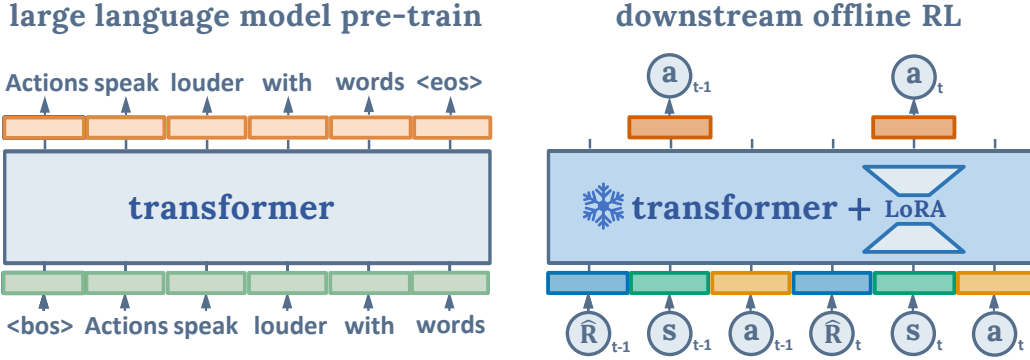 large language model pre-train
Actions speak louder with words <eos>
transformer
<bos> Actions speak louder with words
downstream offline RL
a t-1 a t
transformer + LoRA
R̂ t-1 s t-1 a t-1 R̂ t s t a t